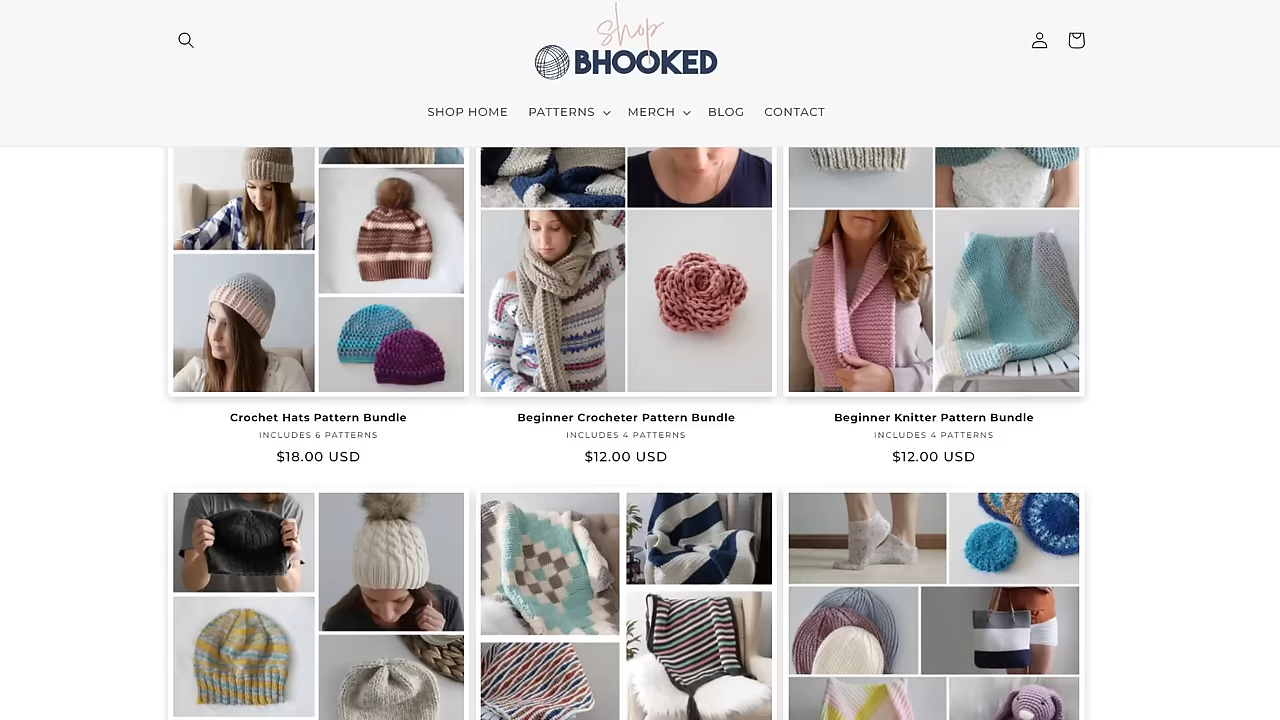 shop
BHOOKED
SHOP HOME PATTERNS MERCH BLOG CONTACT
Crochet Hats Pattern Bundle
INCLUDES 6 PATTERNS
$18.00 USD
Beginner Crocheter Pattern Bundle
INCLUDES 4 PATTERNS
$12.00 USD
Beginner Knitter Pattern Bundle
INCLUDES 4 PATTERNS
$12.00 USD